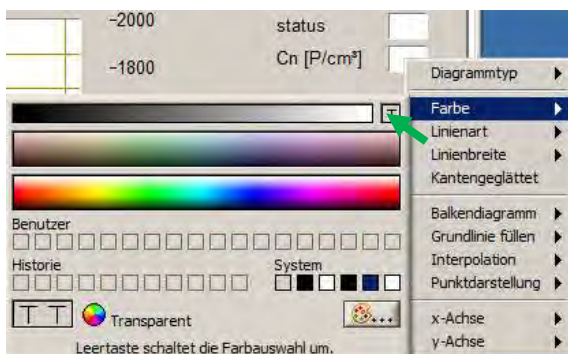 -2000
status
-1800
Cn [P/cm³]
Diagrammtyp
Farbe
T
Linienart
Linienbreite
Kantengeglättet
Benutzer
Balkendiagramm
Grundlinie füllen
Historie
System
Interpolation
Punktdarstellung
T T
Transparent
...
x-Achse
Leertaste schaltet die Farbauswahl um.
y-Achse